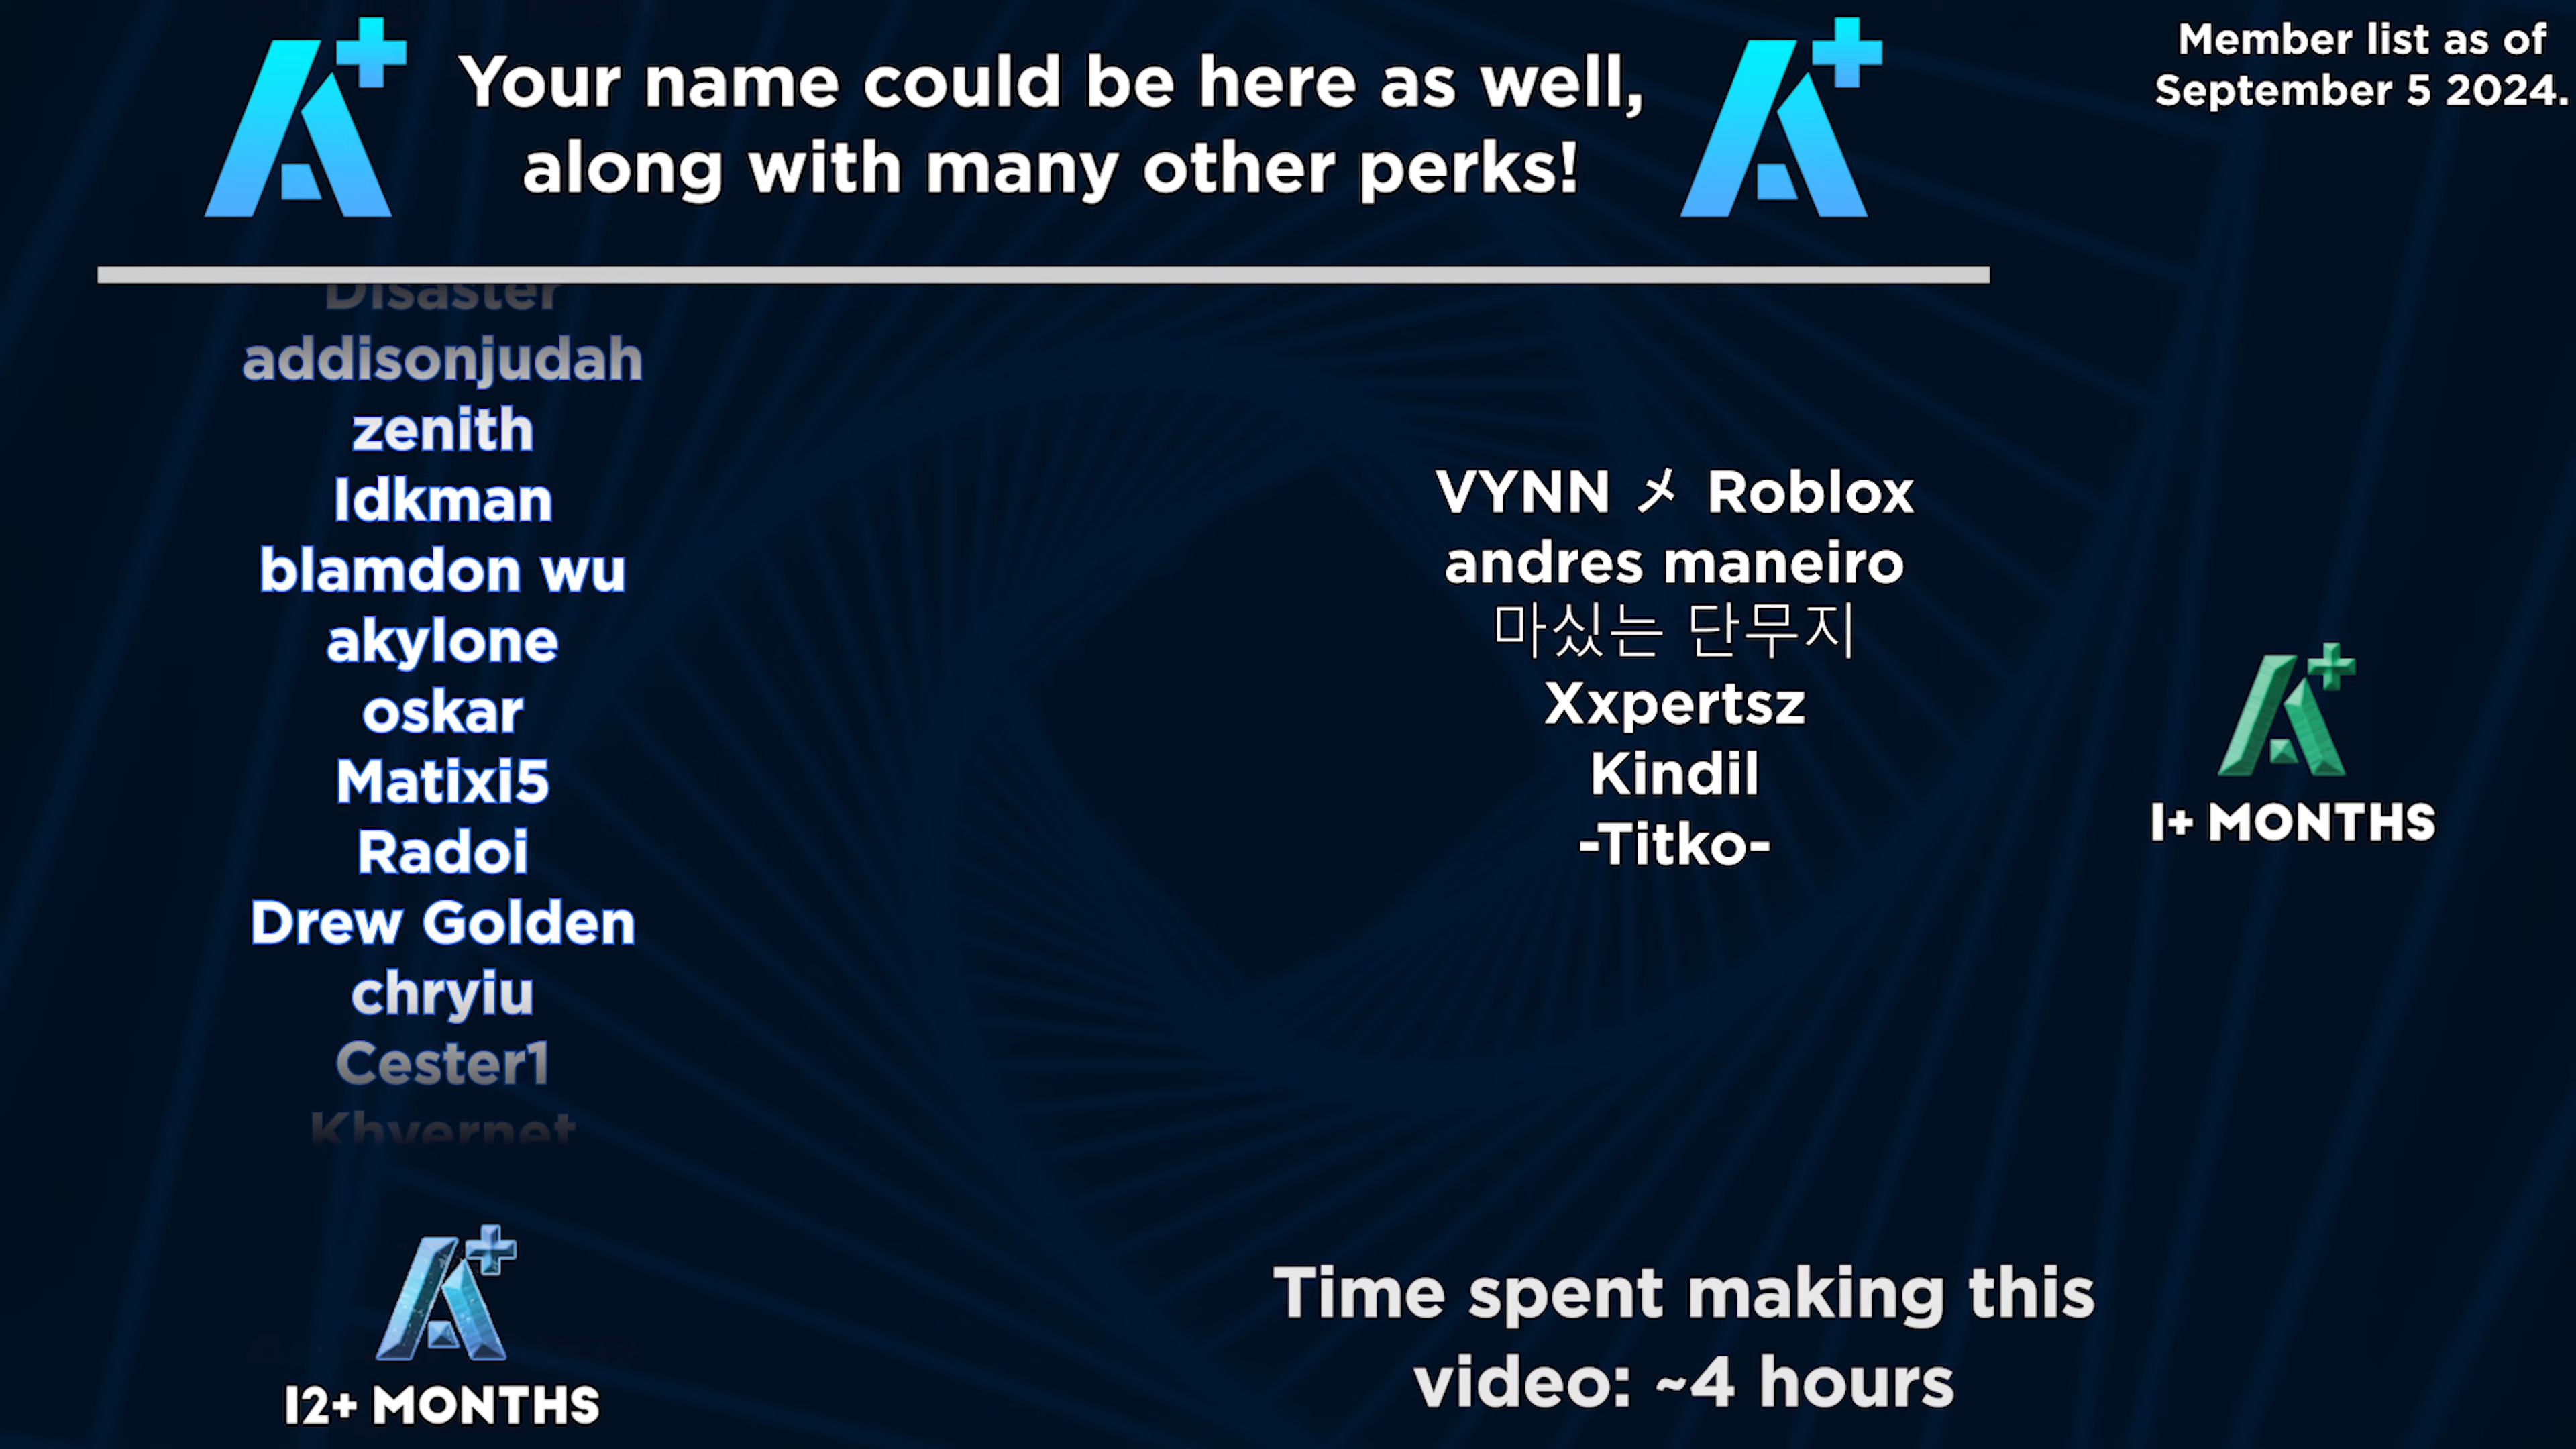 Your name could be here as well,
along with many other perks!
Member list as of
September 5 2024.
Disaster
addisonjudah
zenith
Idkman
blamdon wu
akylone
oskar
Matixi5
Radoi
Drew Golden
chryiu
Cester1
Khvernet
12+ MONTHS
VYNN メ Roblox
andres maneiro
마싰는 단무지
Xxpertsz
Kindil
-Titko-
1+ MONTHS
Time spent making this
video: ~4 hours